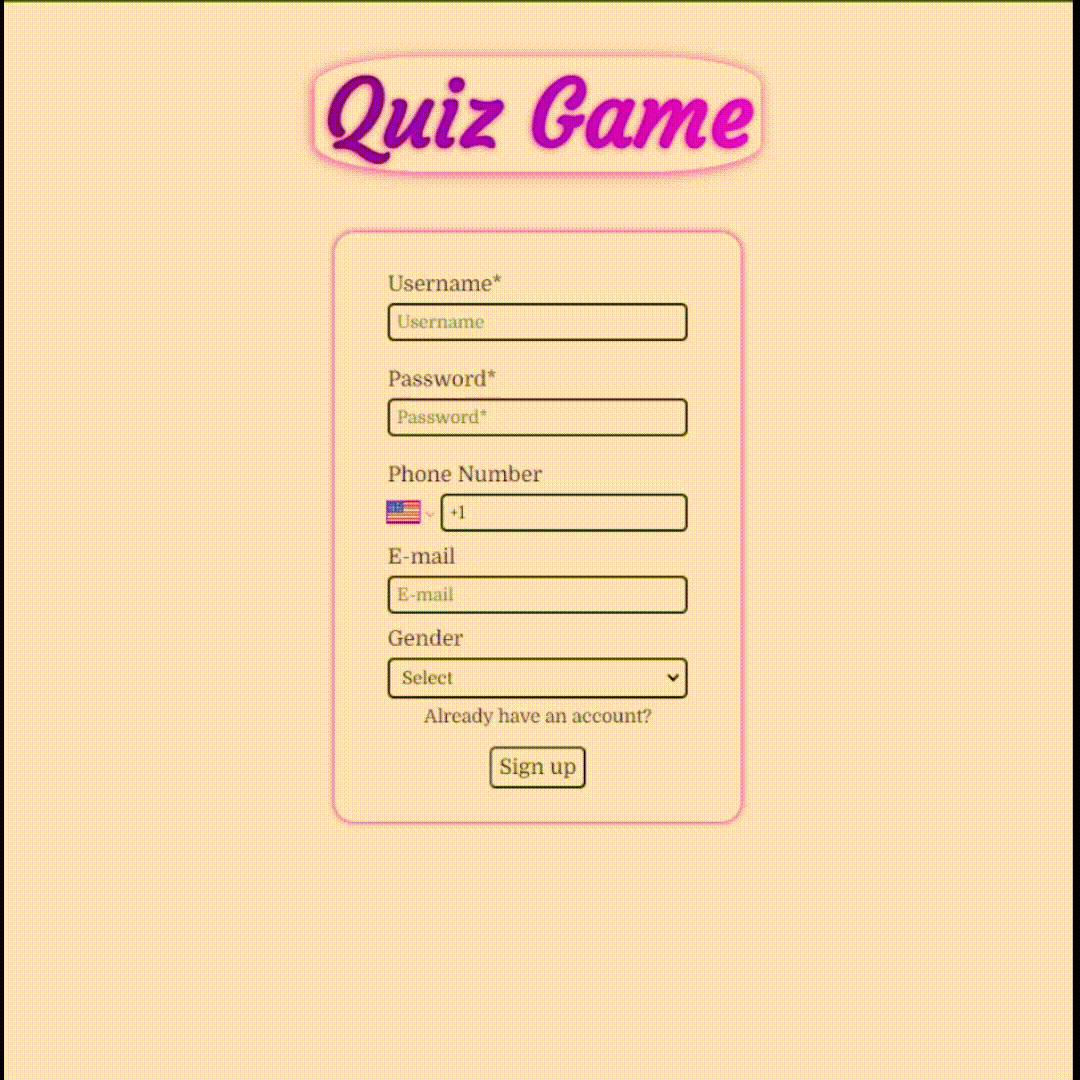 Quiz Game
Username*
Username
Password*
Password*
Phone Number
+1
E-mail
E-mail
Gender
Select
Already have an account?
Sign up